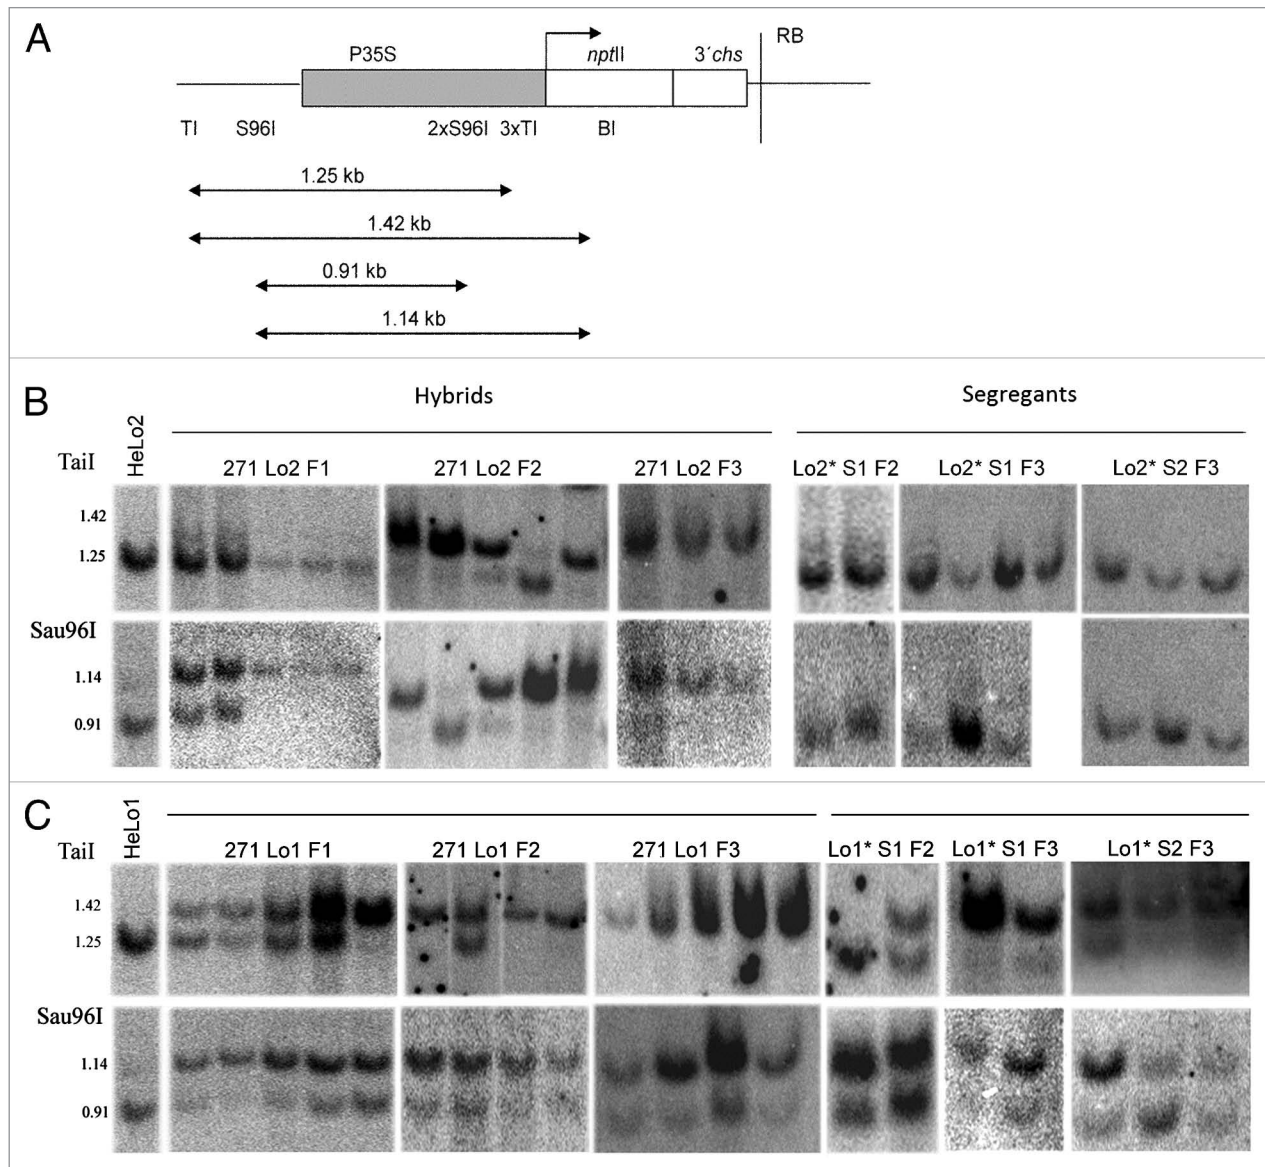 A
P35S
nptII
3´chs
RB
TI
S96I
2xS96I
3xTI
BI
1.25 kb
1.42 kb
0.91 kb
1.14 kb
B
Hybrids
Segregants
TaiI
HeLo2
271 Lo2 F1
271 Lo2 F2
271 Lo2 F3
Lo2* S1 F2
Lo2* S1 F3
Lo2* S2 F3
1.42
1.25
Sau96I
1.14
0.91
C
TaiI
HeLo1
271 Lo1 F1
271 Lo1 F2
271 Lo1 F3
Lo1* S1 F2
Lo1* S1 F3
Lo1* S2 F3
1.42
1.25
Sau96I
1.14
0.91